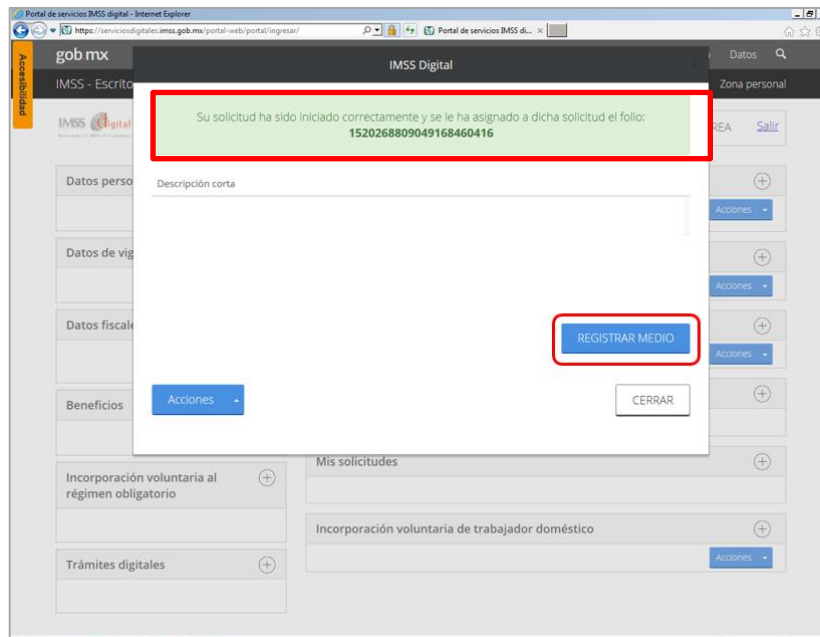 Portal de servicios IMSS digital - Internet Explorer
https://serviciosdigitales.imss.gob.mx/portal-web/portal/ingresar/
Portal de servicios IMSS di...
Accesibilidad
gob mx
Datos
IMSS Digital
IMSS - Escrito
Zona personal
IMSS digital
REA
Salir
Su solicitud ha sido iniciado correctamente y se le ha asignado a dicha solicitud el folio:
1520268809049168460416
Datos perso
Descripción corta
Acciones
Datos de vig
Acciones
Datos fiscale
REGISTRAR MEDIO
Acciones
Beneficios
Acciones
CERRAR
Mis solicitudes
Incorporación voluntaria al
régimen obligatorio
Incorporación voluntaria de trabajador doméstico
Trámites digitales
Acciones